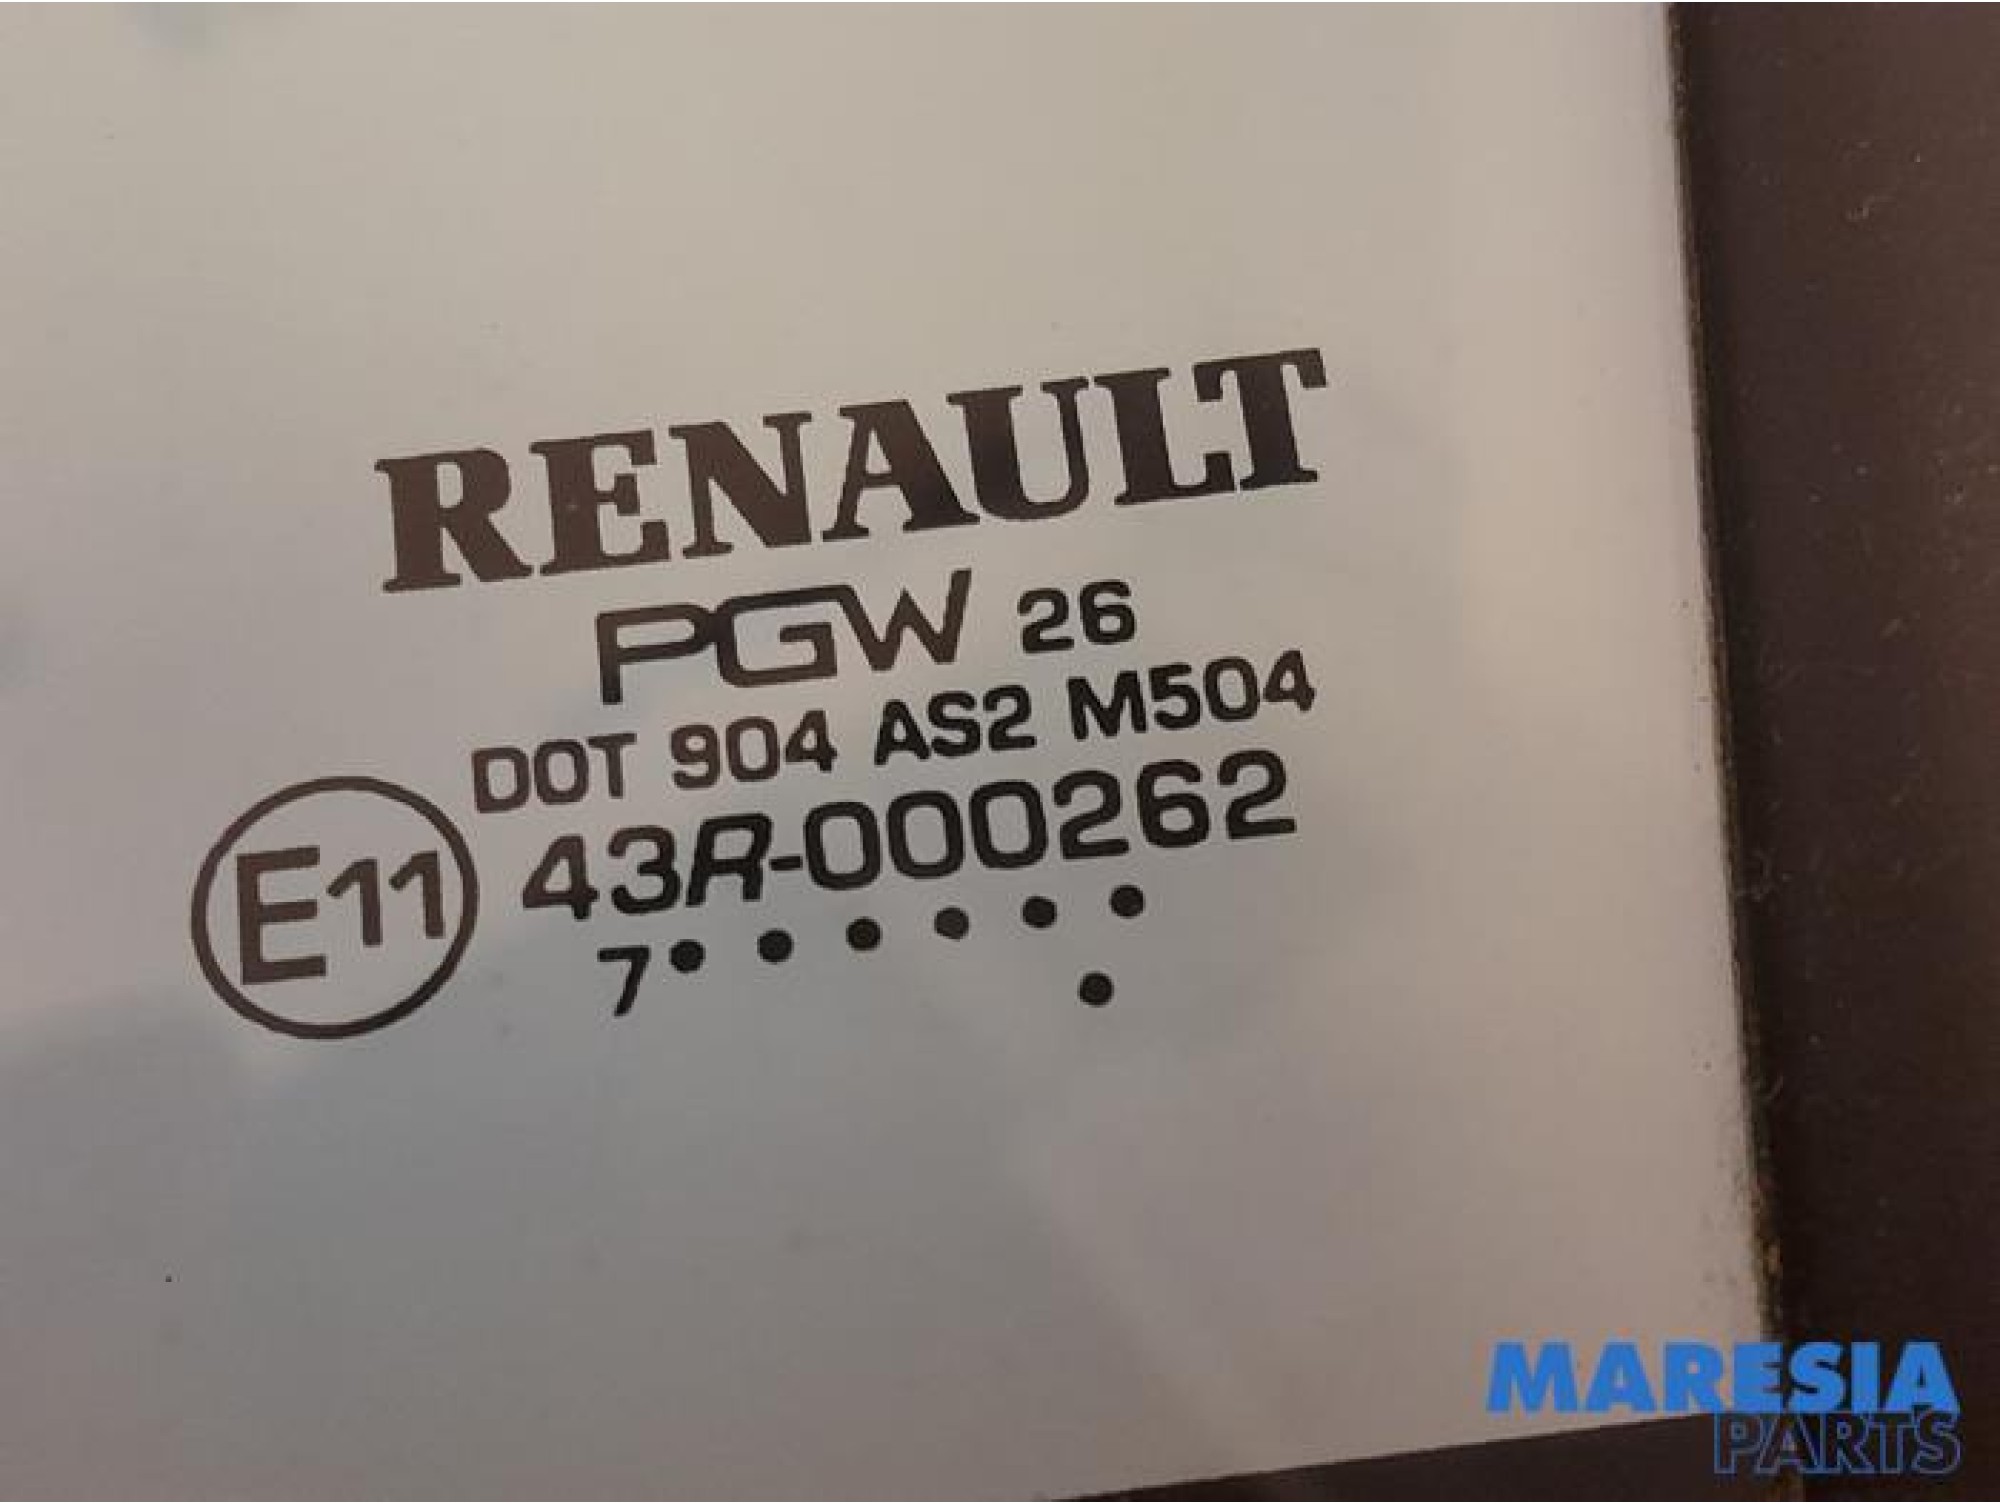 RENAULT
PGW 26
DOT 904 AS2 M504
E11 43R-000262
7••••••
•
MARESIA
PARTS